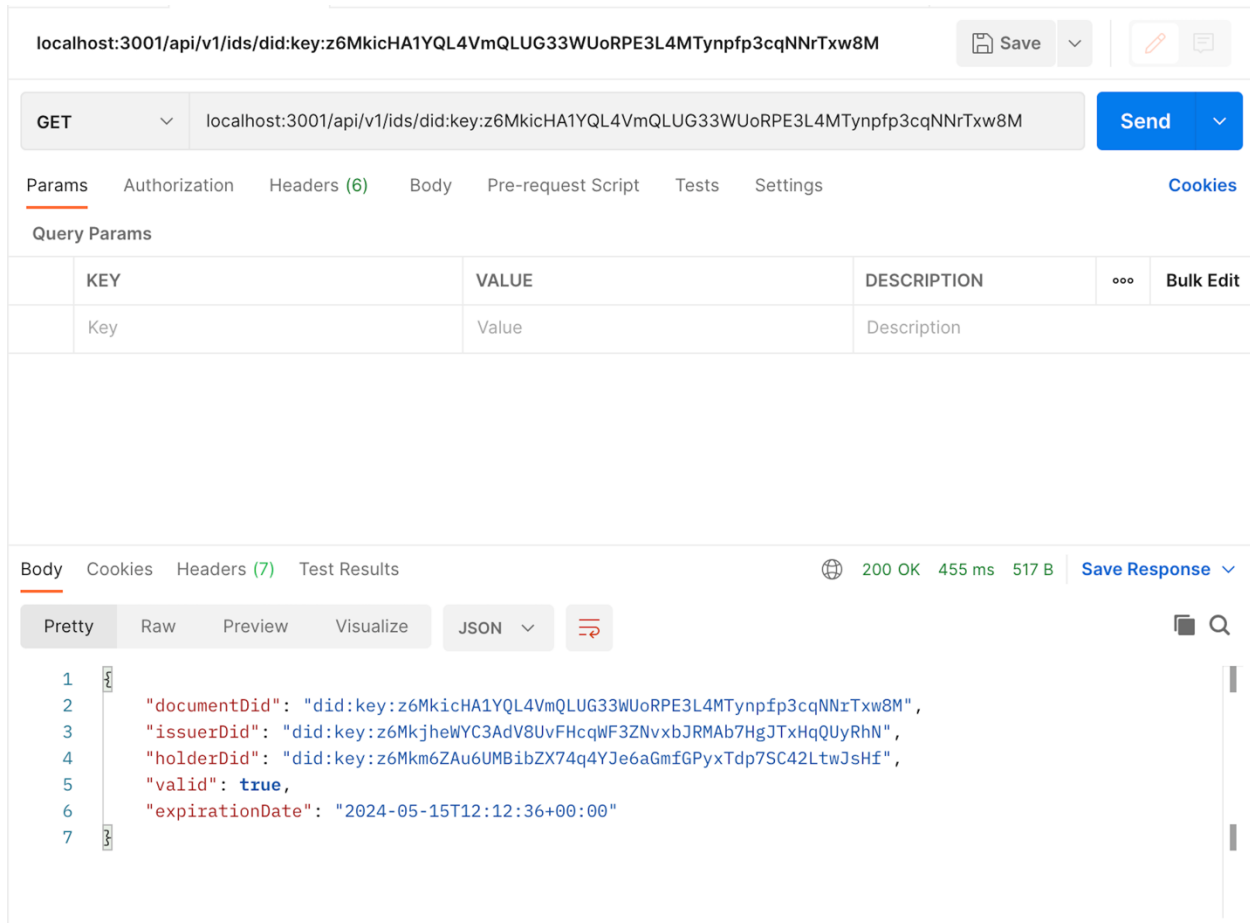 localhost:3001/api/v1/ids/did:key:z6MkicHA1YQL4VmQLUG33WUoRPE3L4MTynpfp3cqNNrTxw8M Save
GET localhost:3001/api/v1/ids/did:key:z6MkicHA1YQL4VmQLUG33WUoRPE3L4MTynpfp3cqNNrTxw8M Send
Params Authorization Headers (6) Body Pre-request Script Tests Settings Cookies
Query Params
KEY VALUE DESCRIPTION ooo Bulk Edit
Key Value Description
Body Cookies Headers (7) Test Results 200 OK 455 ms 517 B Save Response
Pretty Raw Preview Visualize JSON
1 {
2 "documentDid": "did:key:z6MkicHA1YQL4VmQLUG33WUoRPE3L4MTynpfp3cqNNrTxw8M",
3 "issuerDid": "did:key:z6MkjheWYC3AdV8UvFHcqWF3ZNvxbJRMAb7HgJTxHqQUyRhN",
4 "holderDid": "did:key:z6Mkm6ZAu6UMBibZX74q4YJe6aGmfGPyxTdp7SC42LtwJsHf",
5 "valid": true,
6 "expirationDate": "2024-05-15T12:12:36+00:00"
7 }